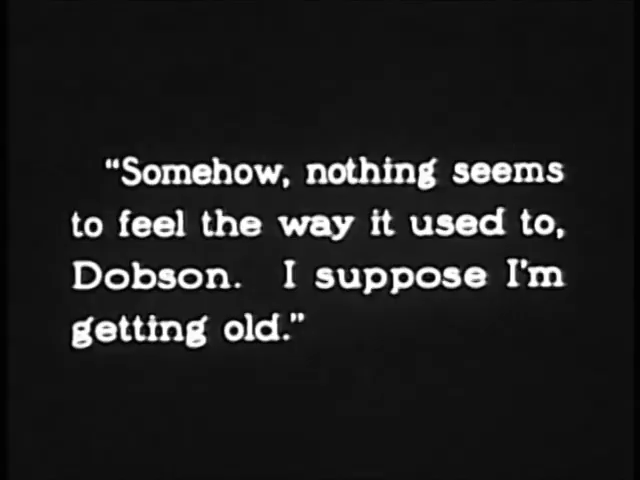 “Somehow, nothing seems
to feel the way it used to,
Dobson.  I suppose I'm
getting old.”